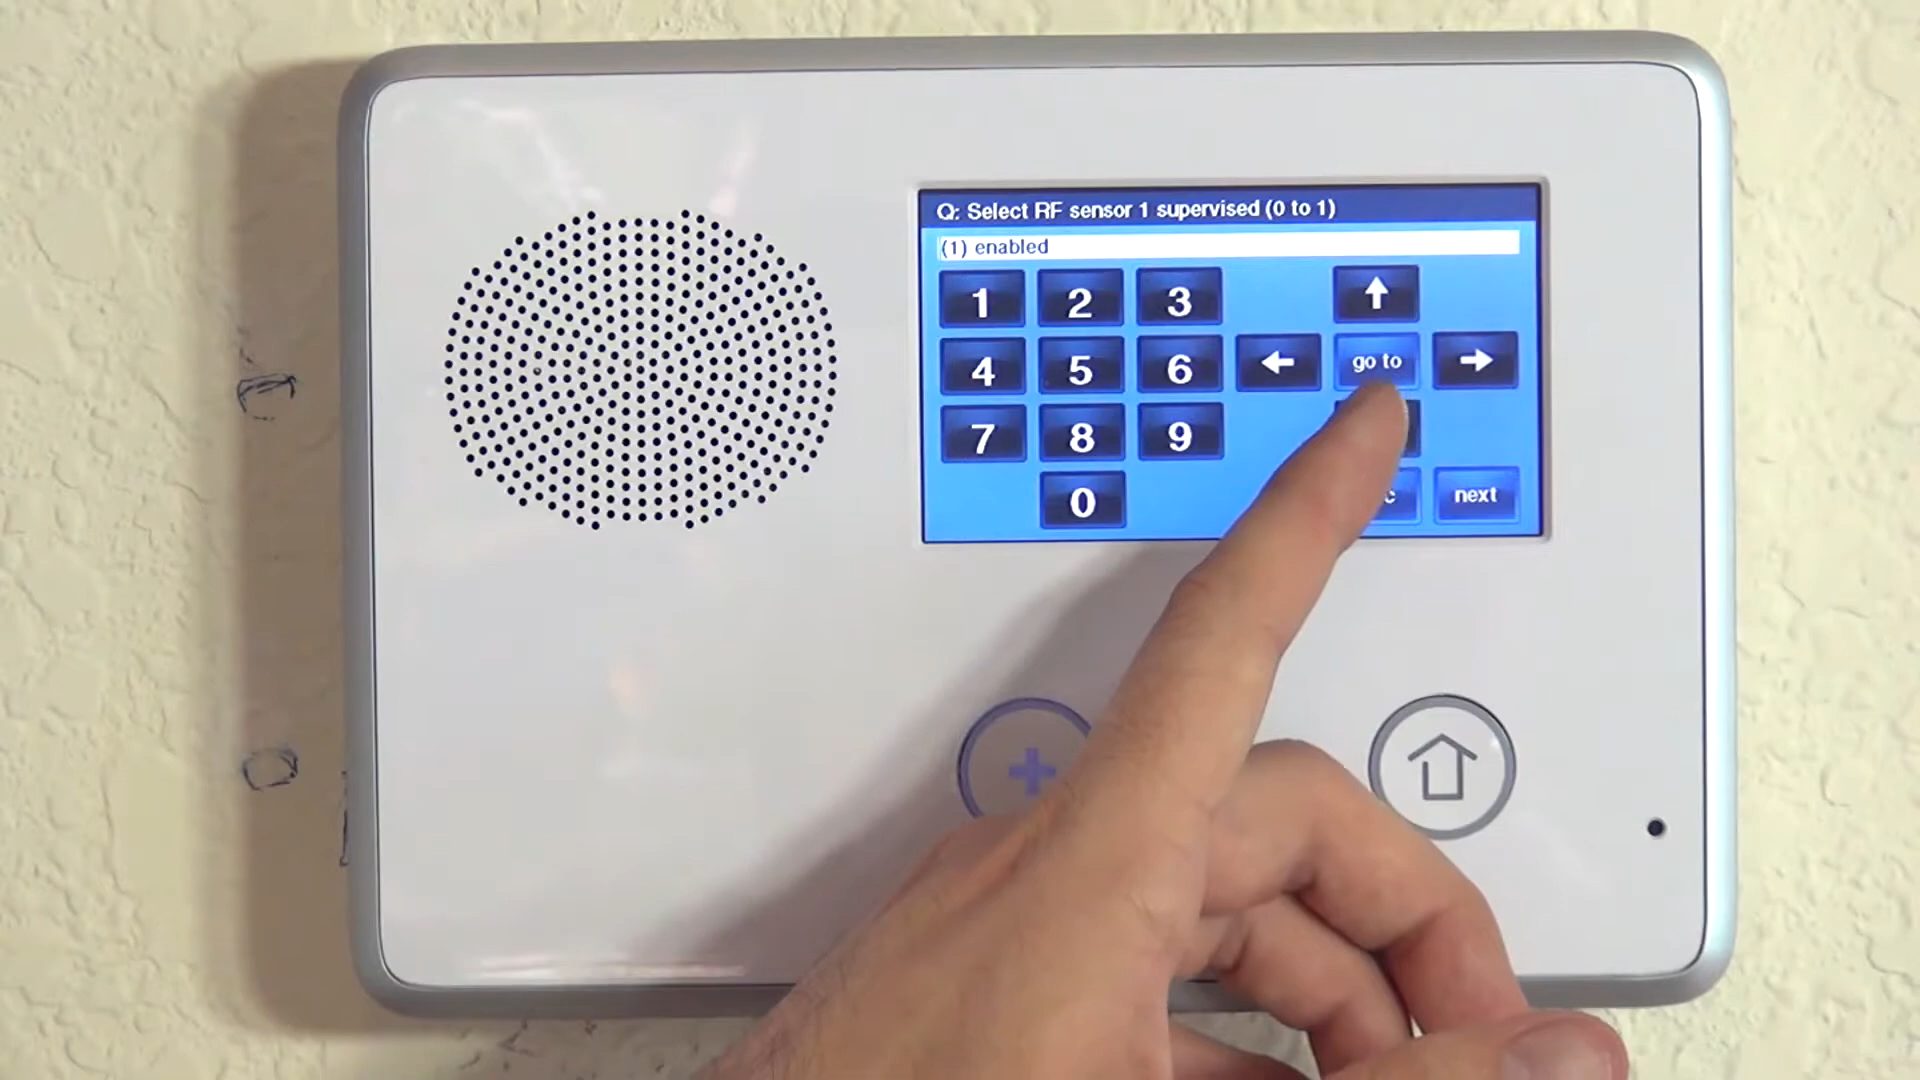 Q: Select RF sensor 1 supervised (0 to 1)
(1) enabled
1 2 3
4 5 6 go to
7 8 9
0 next